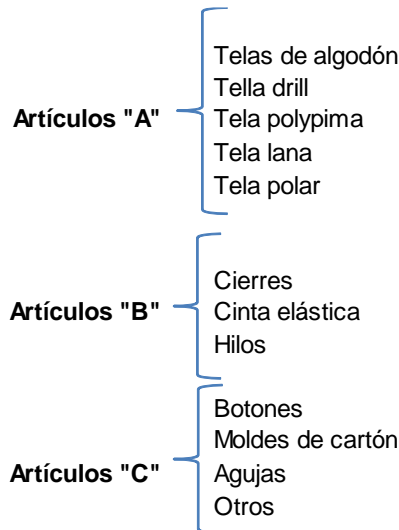 Artículos "A"
Telas de algodón
Tella drill
Tela polypima
Tela lana
Tela polar
Artículos "B"
Cierres
Cinta elástica
Hilos
Artículos "C"
Botones
Moldes de cartón
Agujas
Otros